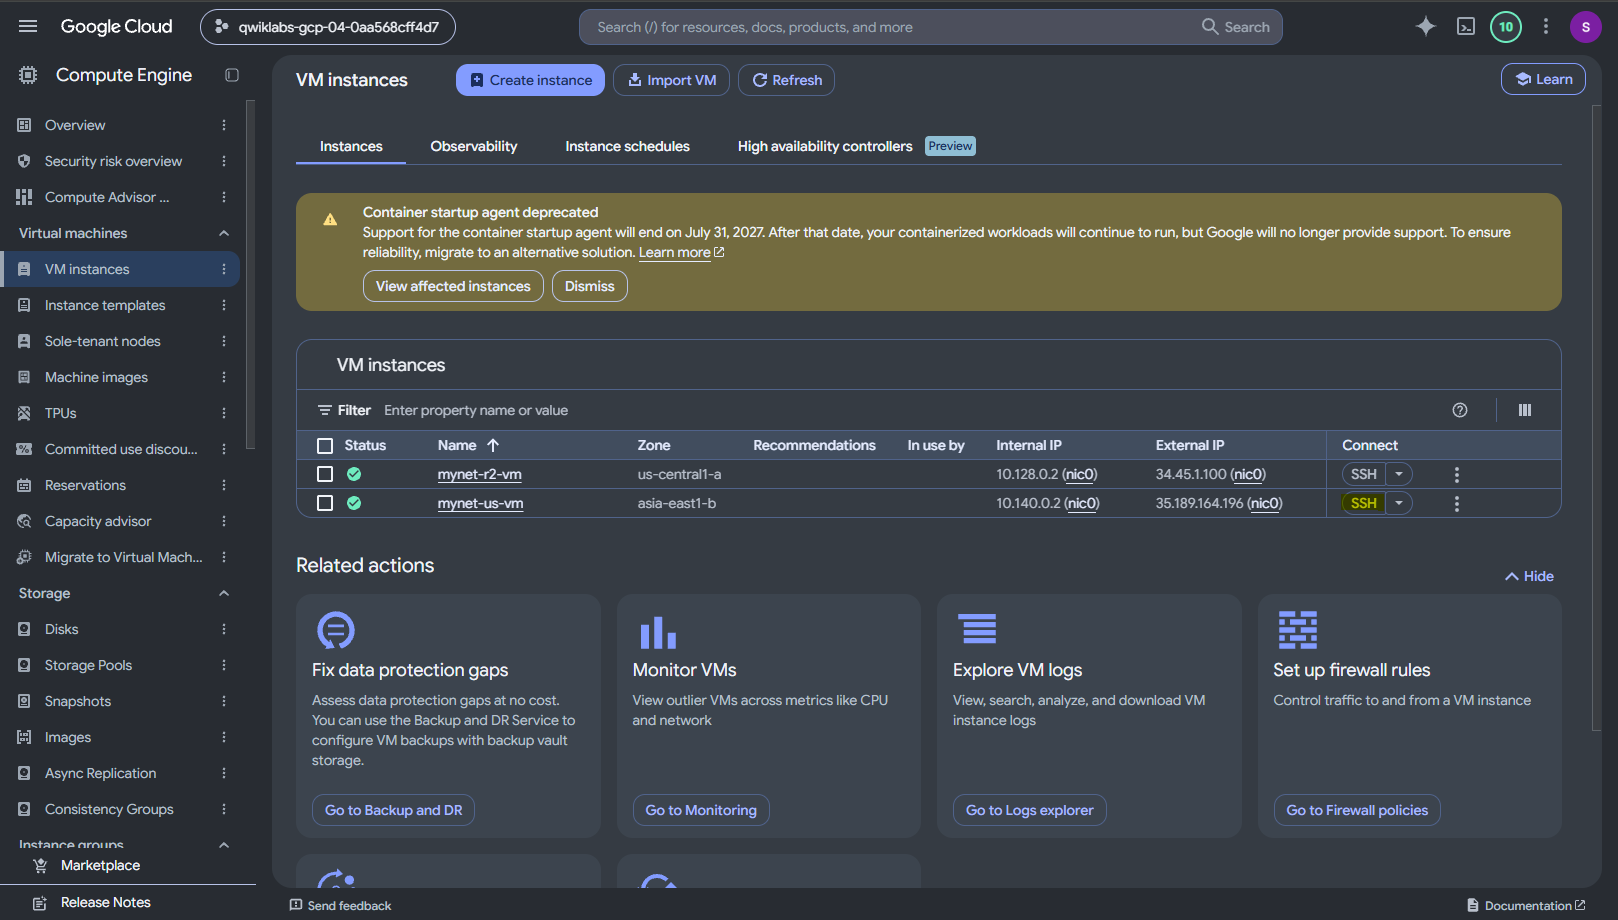 Google Cloud
qwiklabs-gcp-04-0aa568cff4d7
Search (/) for resources, docs, products, and more
Search
10
S
Compute Engine
Overview
Security risk overview
Compute Advisor ...
Virtual machines
VM instances
Instance templates
Sole-tenant nodes
Machine images
TPUs
Committed use discou...
Reservations
Capacity advisor
Migrate to Virtual Mach...
Storage
Disks
Storage Pools
Snapshots
Images
Async Replication
Consistency Groups
Instance groups
Marketplace
Release Notes
VM instances
Create instance
Import VM
Refresh
Learn
Instances
Observability
Instance schedules
High availability controllers
Preview
Container startup agent deprecated
Support for the container startup agent will end on July 31, 2027. After that date, your containerized workloads will continue to run, but Google will no longer provide support. To ensure
reliability, migrate to an alternative solution. Learn more
View affected instances
Dismiss
VM instances
Filter Enter property name or value
Status Name Zone Recommendations In use by Internal IP External IP Connect
mynet-r2-vm us-central1-a 10.128.0.2 (nic0) 34.45.1.100 (nic0) SSH
mynet-us-vm asia-east1-b 10.140.0.2 (nic0) 35.189.164.196 (nic0) SSH
Related actions
Hide
Fix data protection gaps
Assess data protection gaps at no cost.
You can use the Backup and DR Service to
configure VM backups with backup vault
storage.
Go to Backup and DR
Monitor VMs
View outlier VMs across metrics like CPU
and network
Go to Monitoring
Explore VM logs
View, search, analyze, and download VM
instance logs
Go to Logs explorer
Set up firewall rules
Control traffic to and from a VM instance
Go to Firewall policies
Send feedback
Documentation